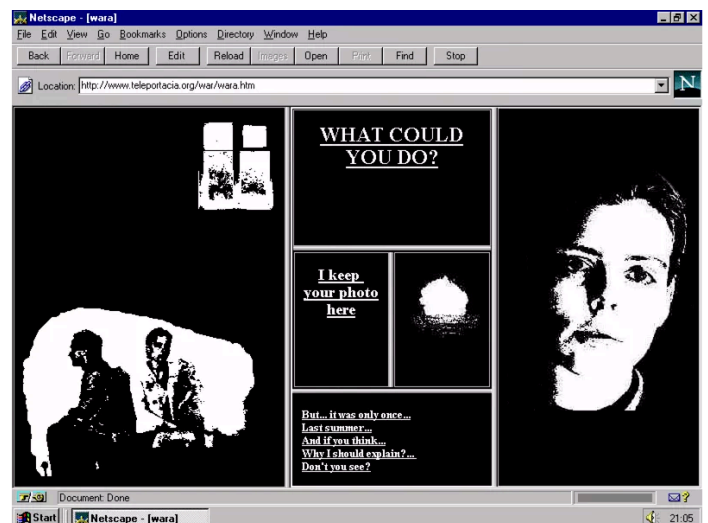 Netscape - [wara]
File Edit View Go Bookmarks Options Directory Window Help
Back Forward Home Edit Reload Images Open Print Find Stop
Location: http://www.teleportacia.org/war/wara.htm
N
WHAT COULD
YOU DO?
I keep
your photo
here
But... it was only once...
Last summer...
And if you think...
Why I should explain?...
Don't you see?
Document: Done
Start Netscape - [wara] 21:05